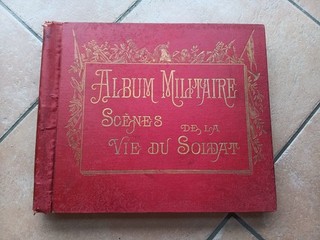 ALBUM MILITAIRE
SCÈNES DE LA
VIE DU SOLDAT